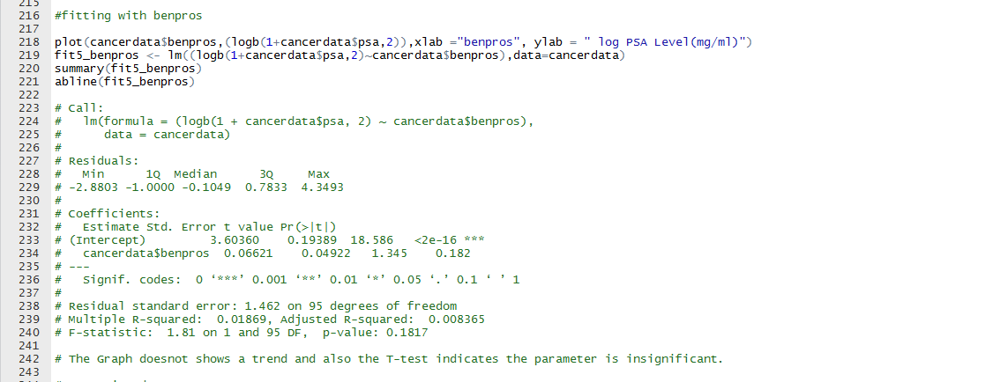 215
216 #fitting with benpros
217
218 plot(cancerdata$benpros,(logb(1+cancerdata$psa,2)),xlab ="benpros", ylab = " log PSA Level(mg/ml)")
219 fit5_benpros <- lm((logb(1+cancerdata$psa,2)~cancerdata$benpros),data=cancerdata)
220 summary(fit5_benpros)
221 abline(fit5_benpros)
222
223 # Call:
224 #   lm(formula = (logb(1 + cancerdata$psa, 2) ~ cancerdata$benpros),
225 #      data = cancerdata)
226 #
227 # Residuals:
228 #   Min      1Q  Median      3Q     Max
229 # -2.8803 -1.0000 -0.1049  0.7833  4.3493
230 #
231 # Coefficients:
232 #   Estimate Std. Error t value Pr(>|t|)
233 # (Intercept)         3.60360    0.19389  18.586   <2e-16 ***
234 #   cancerdata$benpros  0.06621    0.04922   1.345    0.182
235 # ---
236 #   Signif. codes:  0 ‘***’ 0.001 ‘**’ 0.01 ‘*’ 0.05 ‘.’ 0.1 ‘ ’ 1
237 #
238 # Residual standard error: 1.462 on 95 degrees of freedom
239 # Multiple R-squared:  0.01869, Adjusted R-squared:  0.008365
240 # F-statistic:  1.81 on 1 and 95 DF,  p-value: 0.1817
241
242 # The Graph doesnot shows a trend and also the T-test indicates the parameter is insignificant.
243